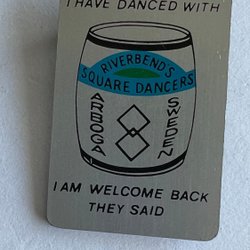 I HAVE DANCED WITH
RIVERBEND'S
SQUARE DANCERS
ARBOGA
SWEDEN
I AM WELCOME BACK
THEY SAID